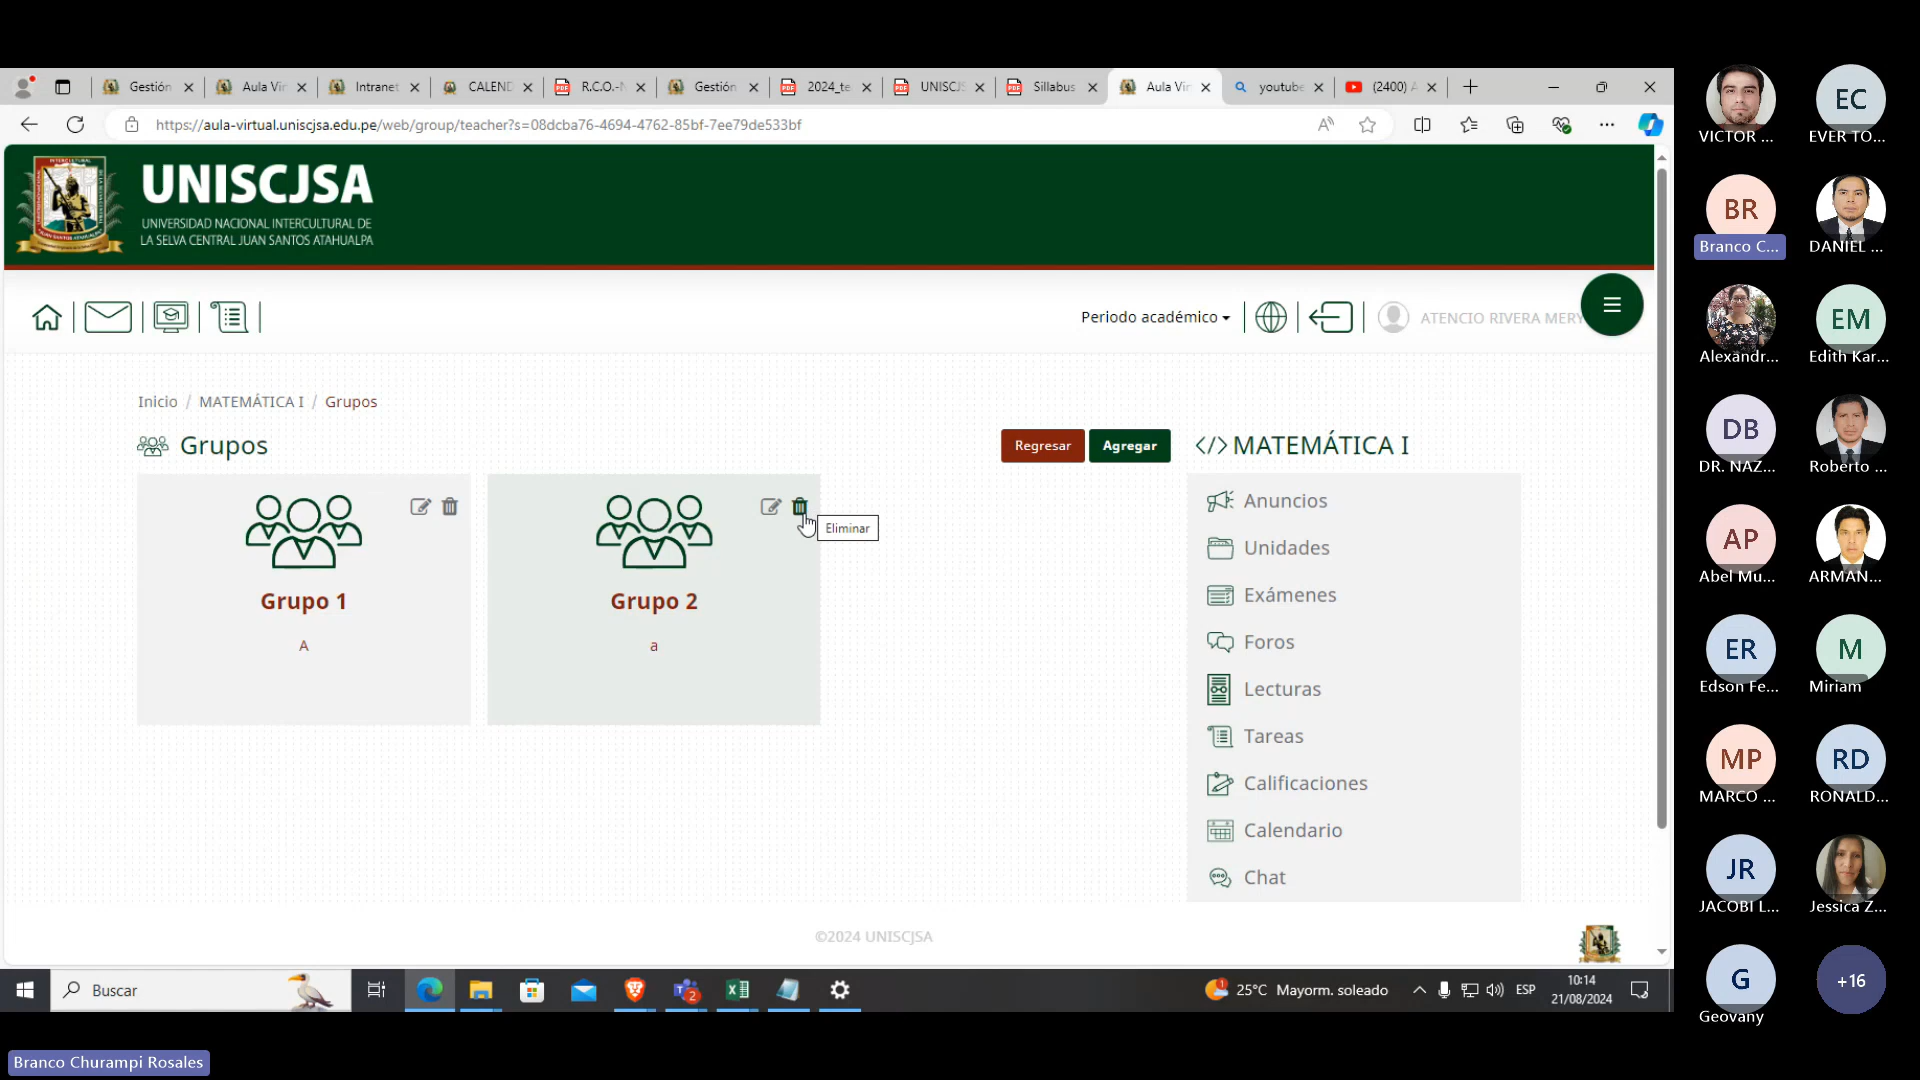 Gestión
Aula Vir
Intranet
CALEND
R.C.O.-N
Gestión
2024_te
UNISCJS
Sillabus
Aula Vir
youtube
(2400) A
https://aula-virtual.uniscjsa.edu.pe/web/group/teacher?s=08dcba76-4694-4762-85bf-7ee79de533bf
UNISCJSA
UNIVERSIDAD NACIONAL INTERCULTURAL DE
LA SELVA CENTRAL JUAN SANTOS ATAHUALPA
Periodo académico
ATENCIO RIVERA MERY
Inicio / MATEMÁTICA I / Grupos
Grupos
Regresar
Agregar
</> MATEMÁTICA I
Eliminar
Grupo 1
A
Grupo 2
a
Anuncios
Unidades
Exámenes
Foros
Lecturas
Tareas
Calificaciones
Calendario
Chat
©2024 UNISCJSA
Buscar
2
1
25°C Mayorm. soleado
ESP
10:14
21/08/2024
VICTOR ...
EC
EVER TO...
BR
Branco C...
DANIEL ...
Alexandr...
EM
Edith Kar...
DB
DR. NAZ...
Roberto ...
AP
Abel Mu...
ARMAN...
ER
Edson Fe...
M
Miriam
MP
MARCO ...
RD
RONALD...
JR
JACOBI L...
Jessica Z...
G
Geovany
+16
Branco Churampi Rosales